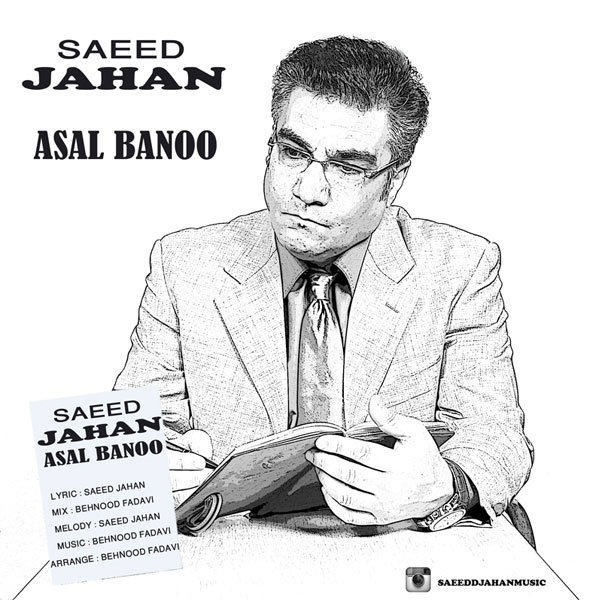 SAEED
JAHAN
ASAL BANOO
SAEED
JAHAN
ASAL BANOO
LYRIC : SAEED JAHAN
MIX : BEHNOOD FADAVI
MELODY : SAEED JAHAN
MUSIC : BEHNOOD FADAVI
ARRANGE : BEHNOOD FADAVI
SAEEDDJAHANMUSIC